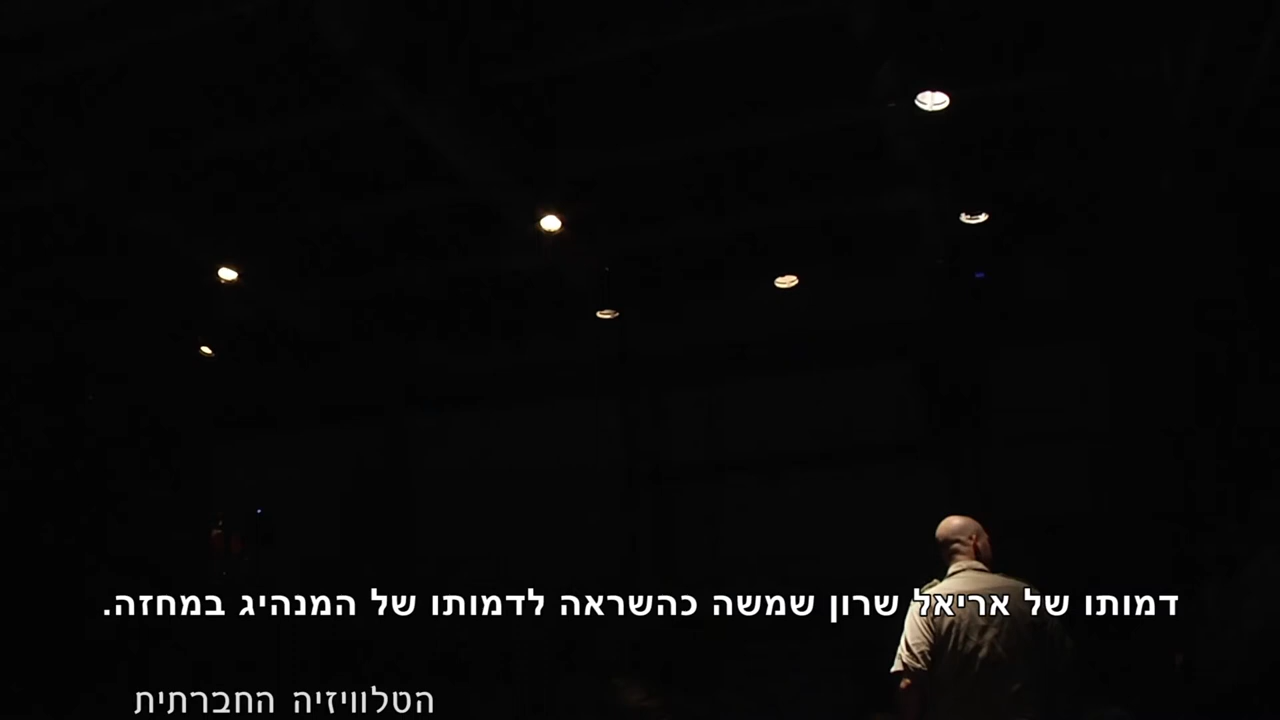 דמותו של אריאל שרון שמשה כהשראה לדמותו של המנהיג במחזה.
הטלוויזיה החברתית